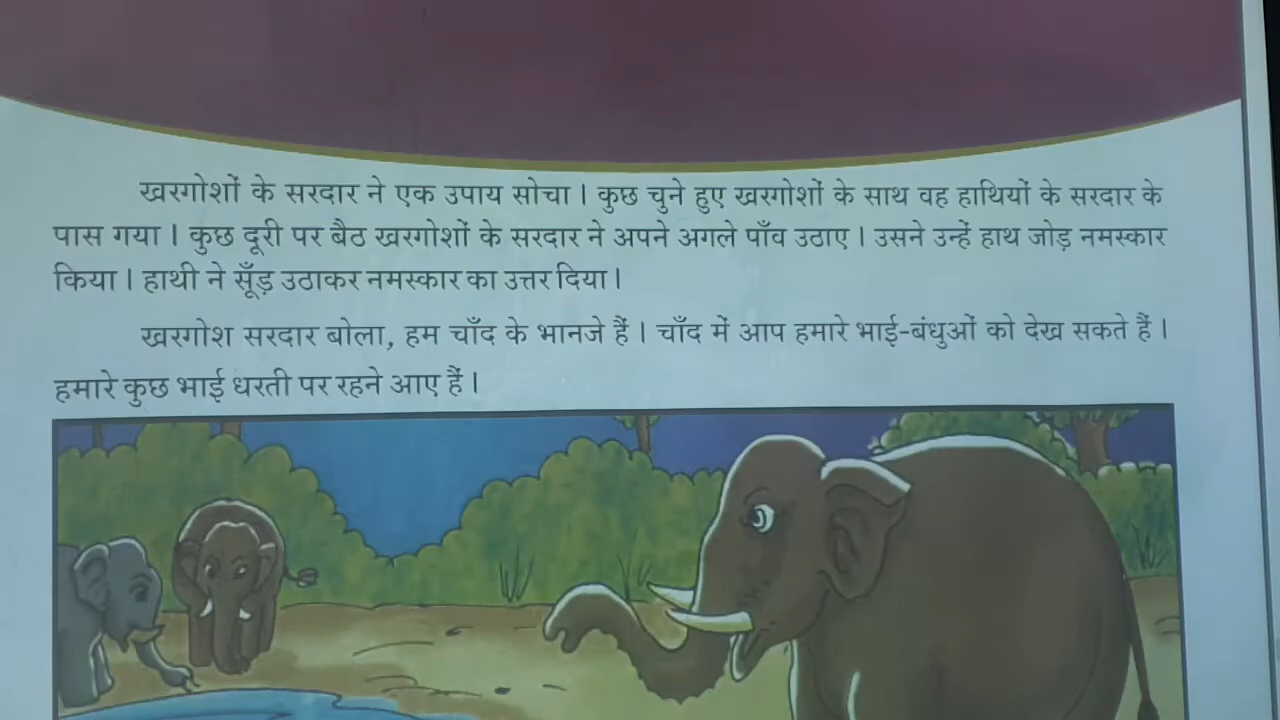 खरगोशों के सरदार ने एक उपाय सोचा । कुछ चुने हुए खरगोशों के साथ वह हाथियों के सरदार के
पास गया । कुछ दूरी पर बैठ खरगोशों के सरदार ने अपने अगले पाँव उठाए । उसने उन्हें हाथ जोड़ नमस्कार
किया । हाथी ने सूँड़ उठाकर नमस्कार का उत्तर दिया ।
खरगोश सरदार बोला, हम चाँद के भानजे हैं । चाँद में आप हमारे भाई-बंधुओं को देख सकते हैं ।
हमारे कुछ भाई धरती पर रहने आए हैं ।